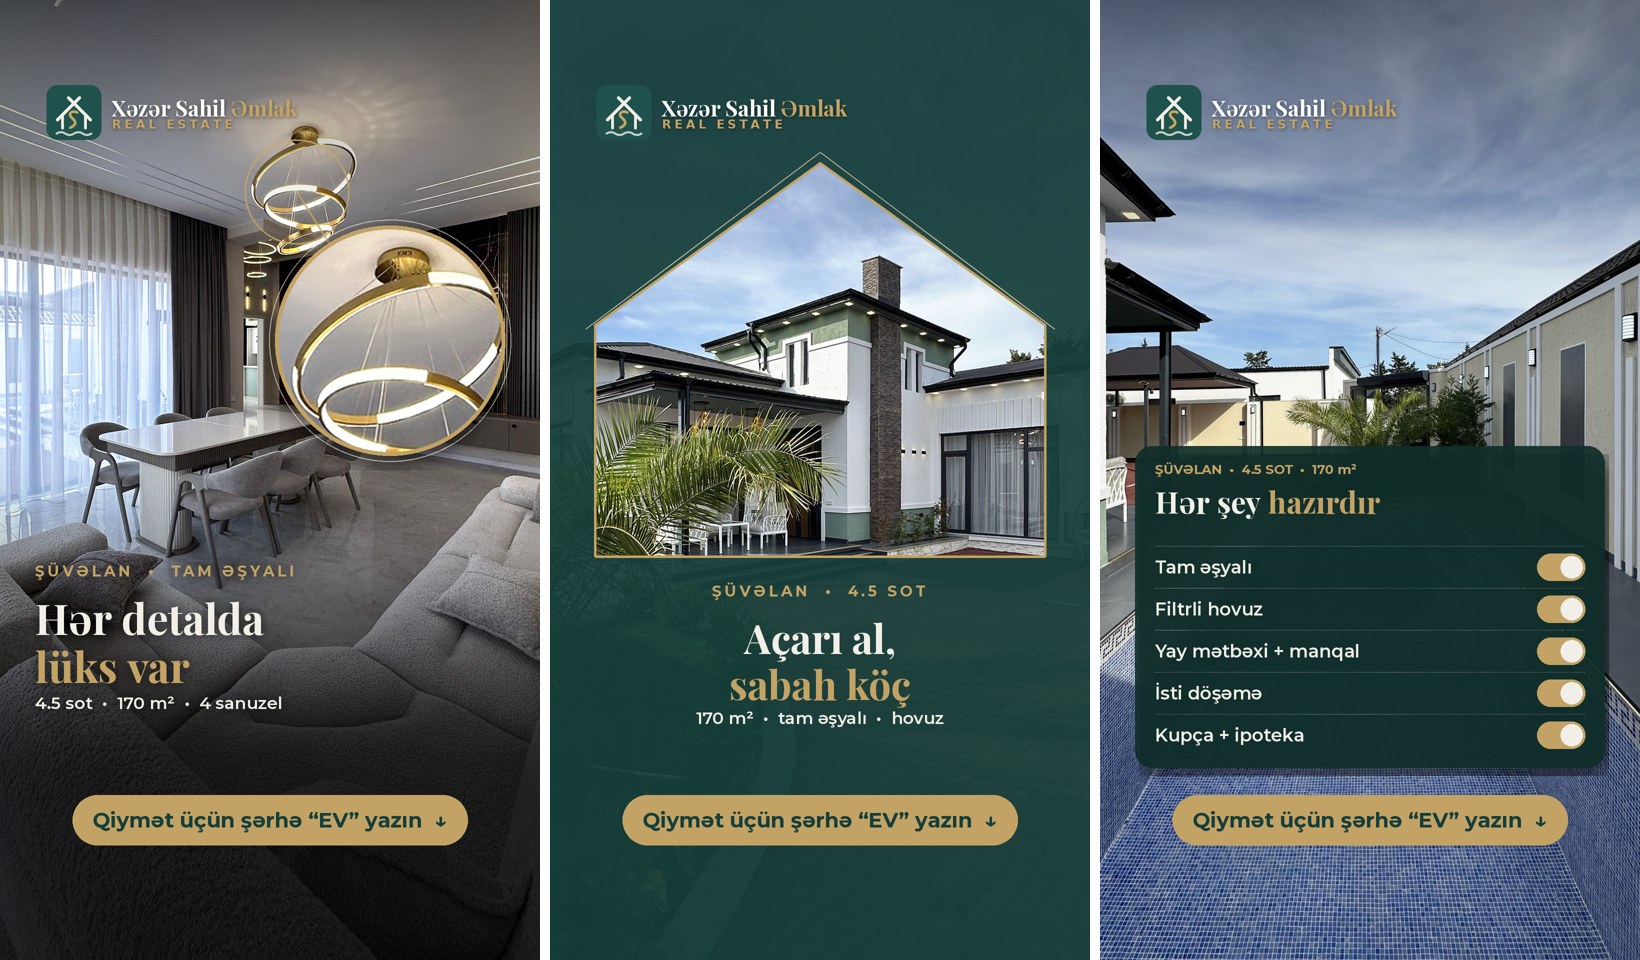 Xəzər Sahil Əmlak
REAL ESTATE
ŞÜVƏLAN • TAM ƏŞYALI
Hər detalda
lüks var
4.5 sot • 170 m² • 4 sanuzel
Qiymət üçün şərhə “EV” yazın ↓
Xəzər Sahil Əmlak
REAL ESTATE
ŞÜVƏLAN • 4.5 SOT
Açarı al,
sabah köç
170 m² • tam əşyalı • hovuz
Qiymət üçün şərhə “EV” yazın ↓
Xəzər Sahil Əmlak
REAL ESTATE
ŞÜVƏLAN • 4.5 SOT • 170 m²
Hər şey hazırdır
Tam əşyalı
Filtrli hovuz
Yay mətbəxi + manqal
İsti döşəmə
Kupça + ipoteka
Qiymət üçün şərhə “EV” yazın ↓